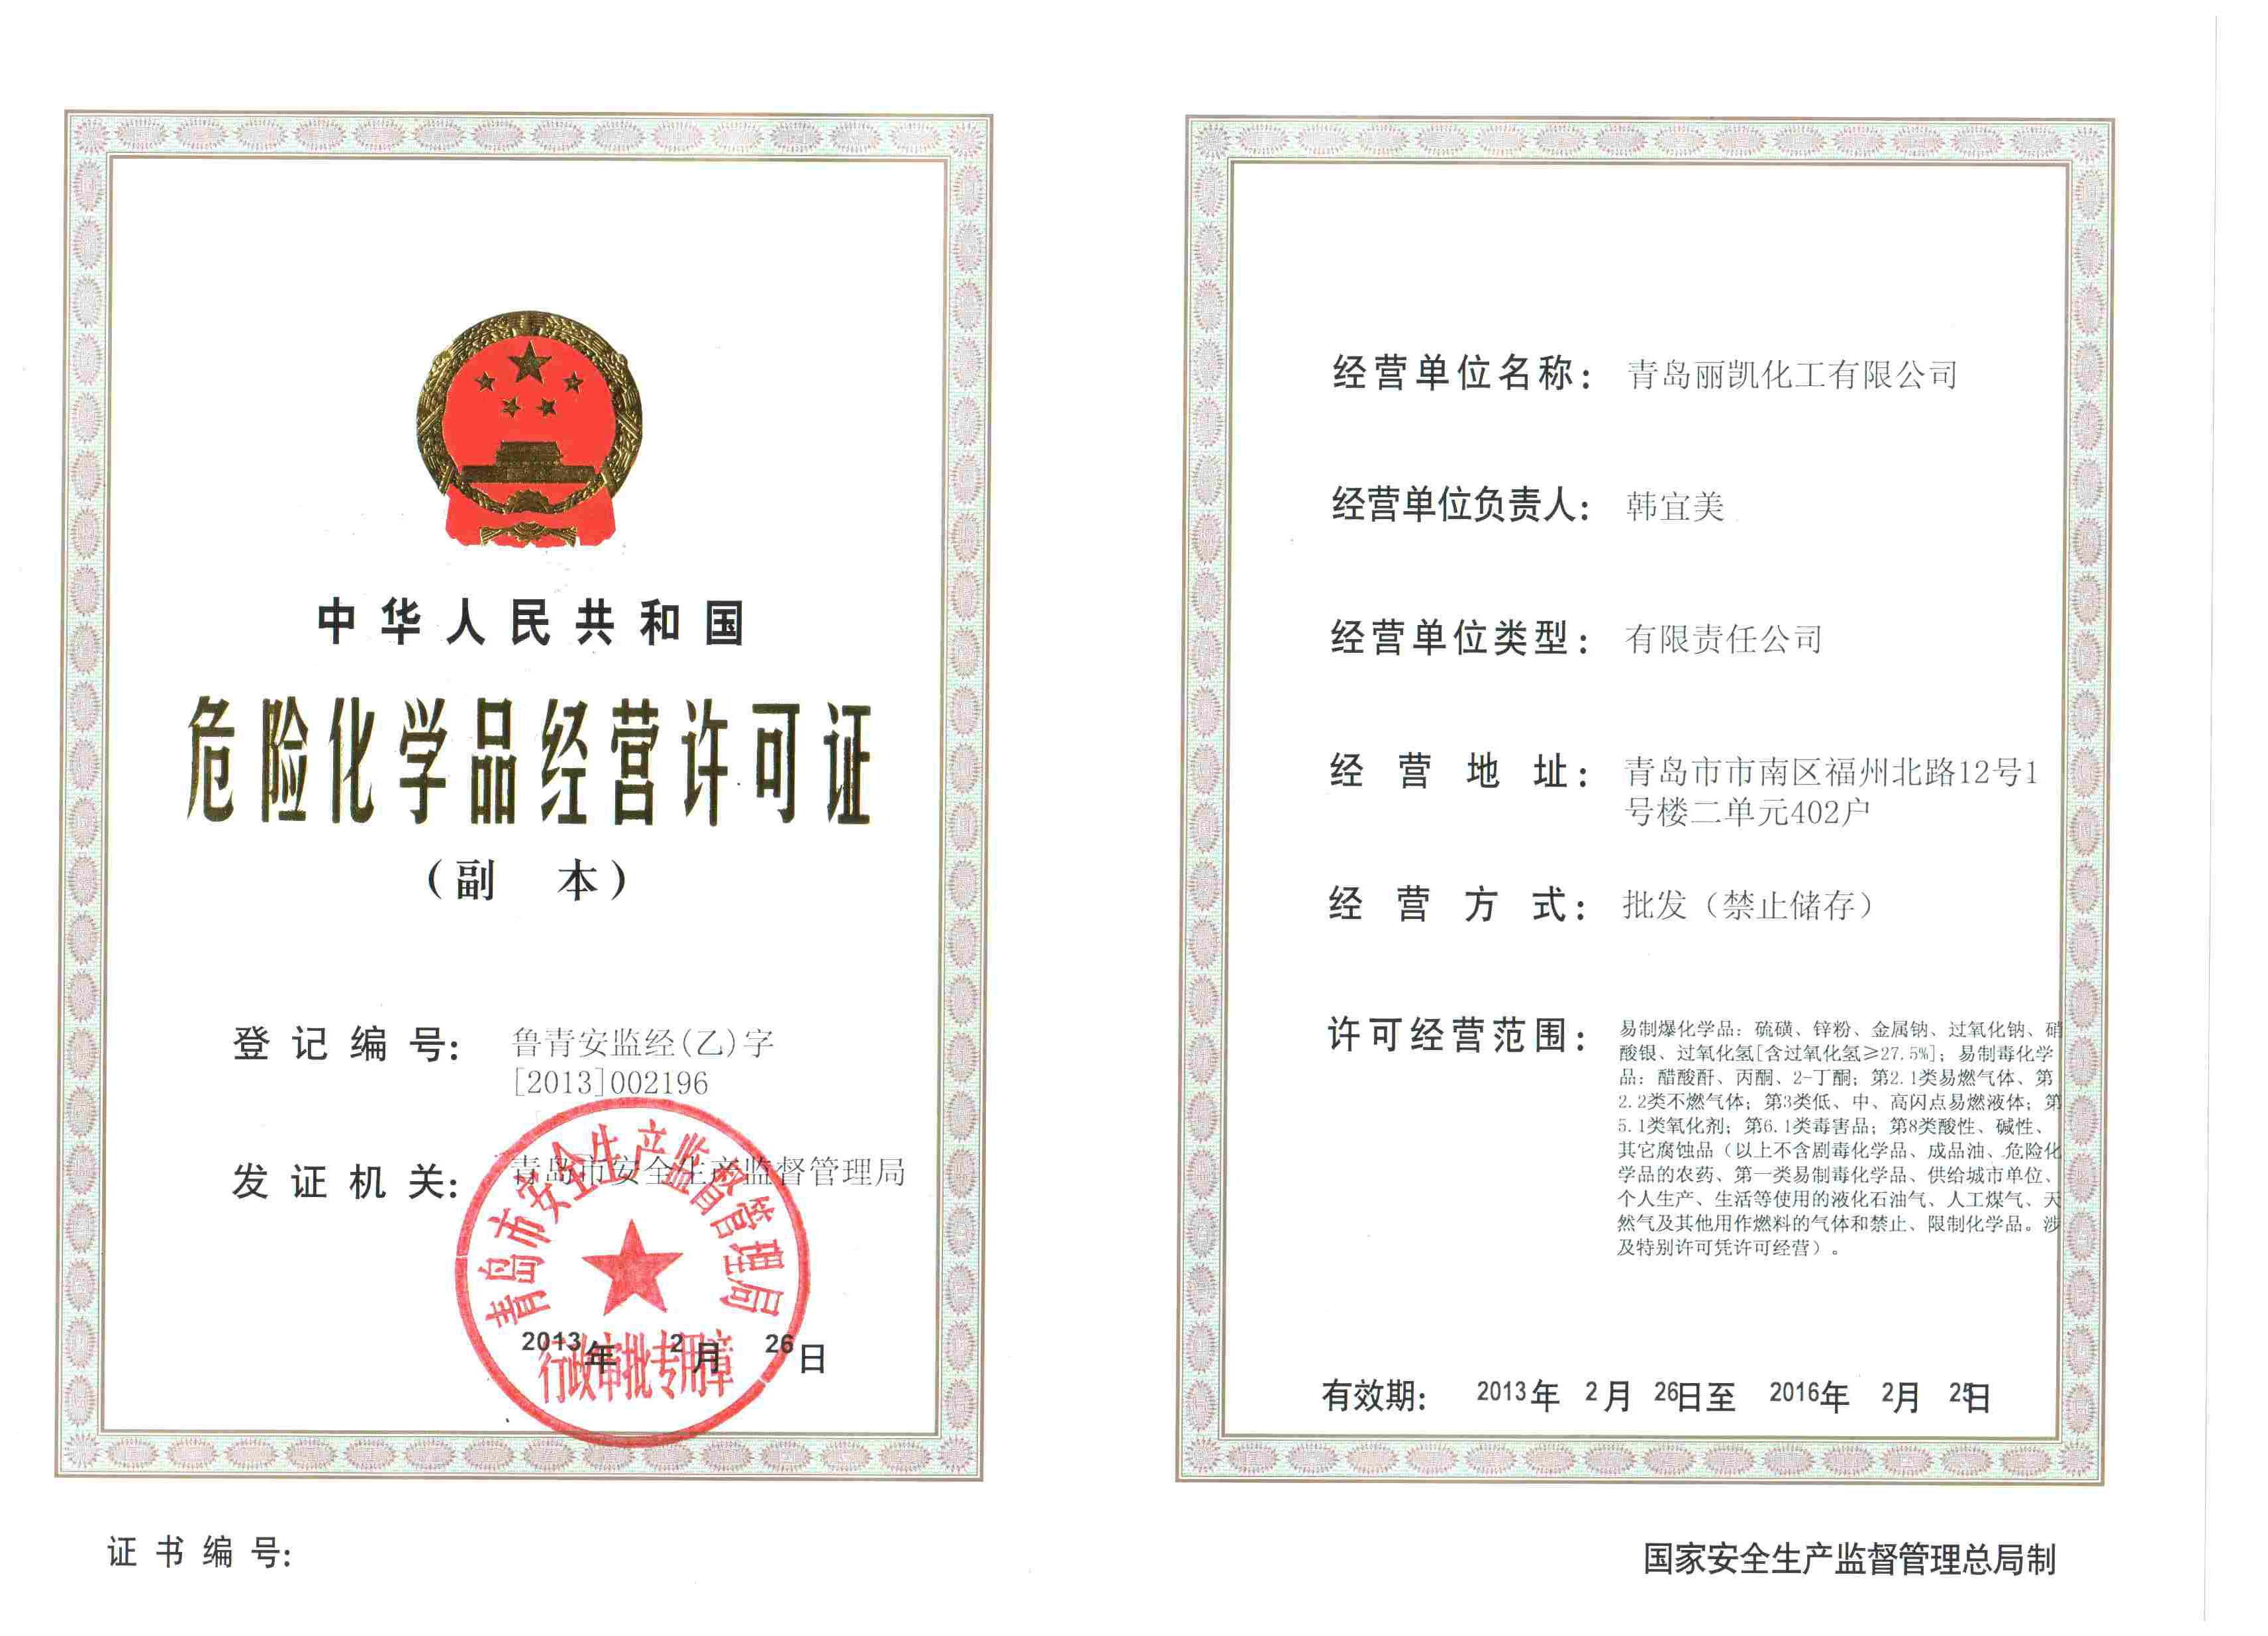 中华人民共和国
危险化学品经营许可证
（副 本）
登记编号： 鲁青安监经(乙)字
[2013]002196
发证机关： 青岛市安全生产监督管理局
青岛市安全生产监督管理局
行政审批专用章
2013年 2月 26日
证书编号：
经营单位名称： 青岛丽凯化工有限公司
经营单位负责人： 韩宜美
经营单位类型： 有限责任公司
经营地址： 青岛市市南区福州北路12号1
号楼二单元402户
经营方式： 批发（禁止储存）
许可经营范围： 易制爆化学品：硫磺、锌粉、金属钠、过氧化钠、硝
酸银、过氧化氢[含过氧化氢≥27.5%]；易制毒化学
品：醋酸酐、丙酮、2-丁酮；第2.1类易燃气体、第
2.2类不燃气体；第3类低、中、高闪点易燃液体；第
5.1类氧化剂；第6.1类毒害品；第8类酸性、碱性、
其它腐蚀品（以上不含剧毒化学品、成品油、危险化
学品的农药、第一类易制毒化学品、供给城市单位、
个人生产、生活等使用的液化石油气、人工煤气、天
然气及其他用作燃料的气体和禁止、限制化学品。涉
及特别许可凭许可经营）。
有效期： 2013年 2月 26日至 2016年 2月 25日
国家安全生产监督管理总局制